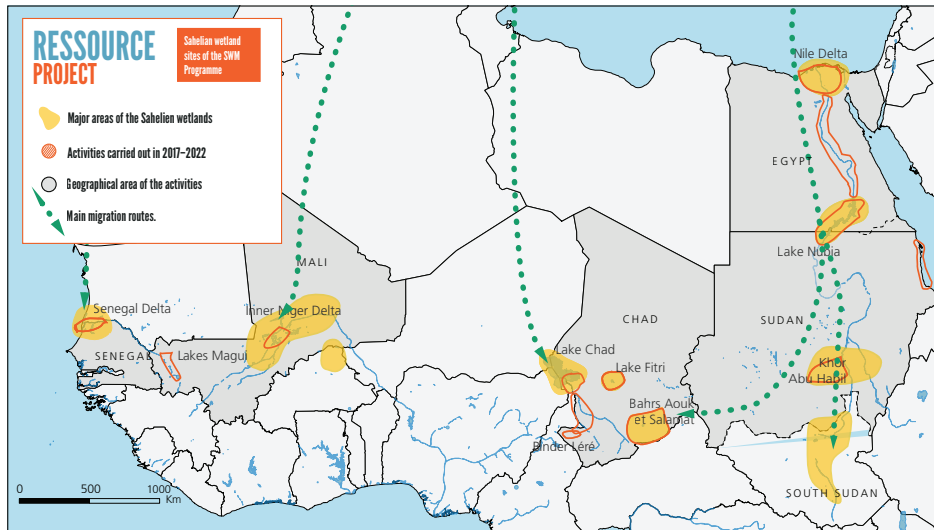 RESSOURCE
PROJECT
Sahelian wetland
sites of the SWM
Programme
Major areas of the Sahelien wetlands
Activities carried out in 2017–2022
Geographical area of the activities
Main migration routes.
Nile Delta
EGYPT
Lake Nubia
MALI
Senegal Delta
Inner Niger Delta
SENEGAL
Lakes Magui
CHAD
SUDAN
Lake Chad
Lake Fitri
Khor
Abu Habil
Bahrs Aouk
et Salamat
Binder Léré
SOUTH SUDAN
0 500 1000
Km